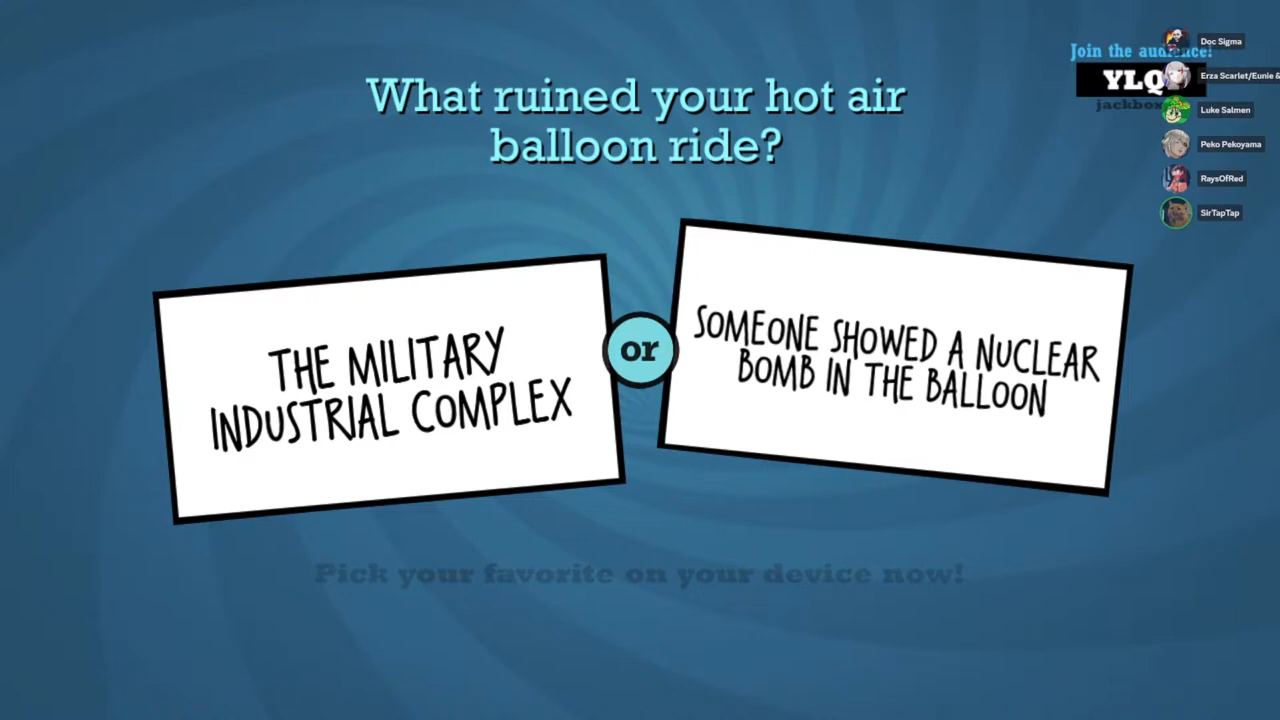 What ruined your hot air
balloon ride?
THE MILITARY
INDUSTRIAL COMPLEX
or
SOMEONE SHOWED A NUCLEAR
BOMB IN THE BALLOON
Pick your favorite on your device now!
Join the audience!
YLQ
jackbox
Doc Sigma
Erza Scarlet/Eunie &
Luke Salmen
Peko Pekoyama
RaysOfRed
SirTapTap